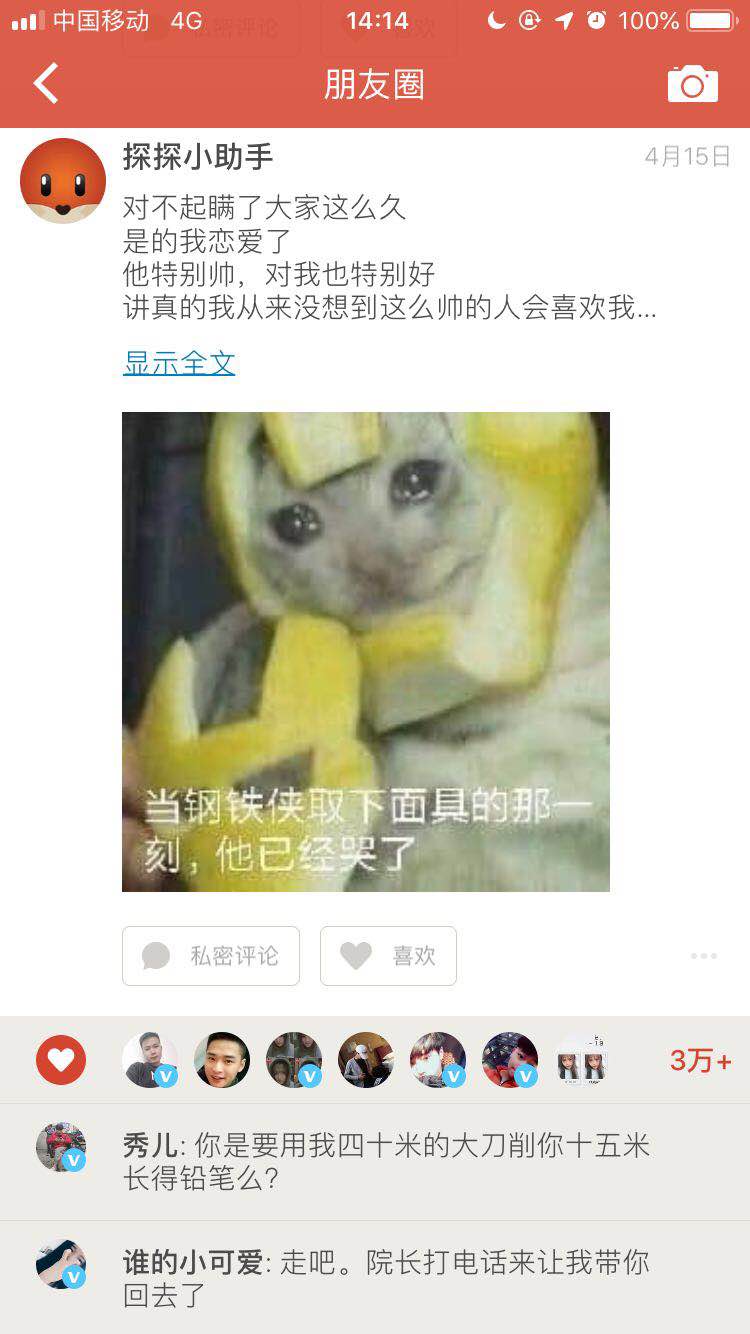 中国移动 4G 14:14 100%
朋友圈
探探小助手 4月15日
对不起瞒了大家这么久
是的我恋爱了
他特别帅，对我也特别好
讲真的我从来没想到这么帅的人会喜欢我...
显示全文
当钢铁侠取下面具的那一
刻，他已经哭了
私密评论 喜欢
3万+
秀儿: 你是要用我四十米的大刀削你十五米
长得铅笔么?
谁的小可爱: 走吧。院长打电话来让我带你
回去了